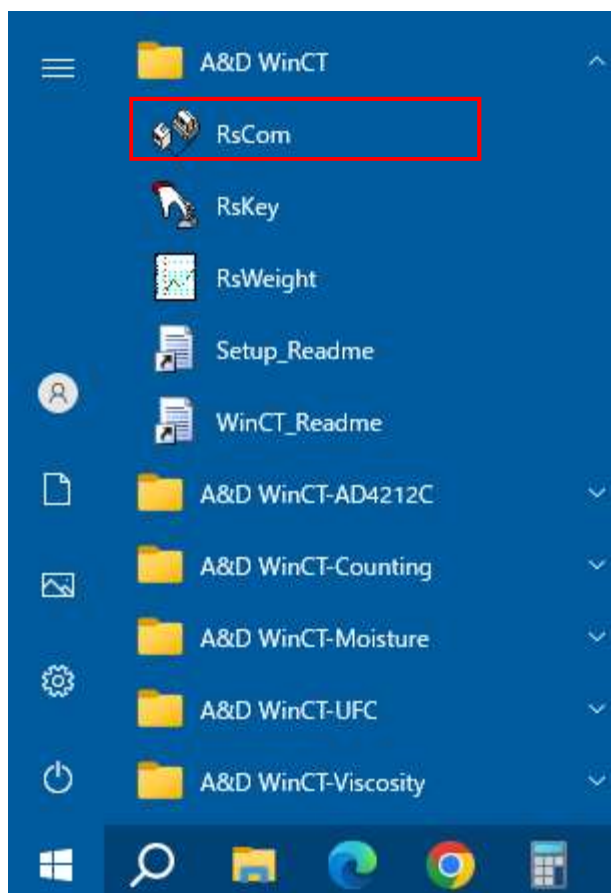 A&D WinCT
RsCom
RsKey
RsWeight
Setup_Readme
WinCT_Readme
A&D WinCT-AD4212C
A&D WinCT-Counting
A&D WinCT-Moisture
A&D WinCT-UFC
A&D WinCT-Viscosity